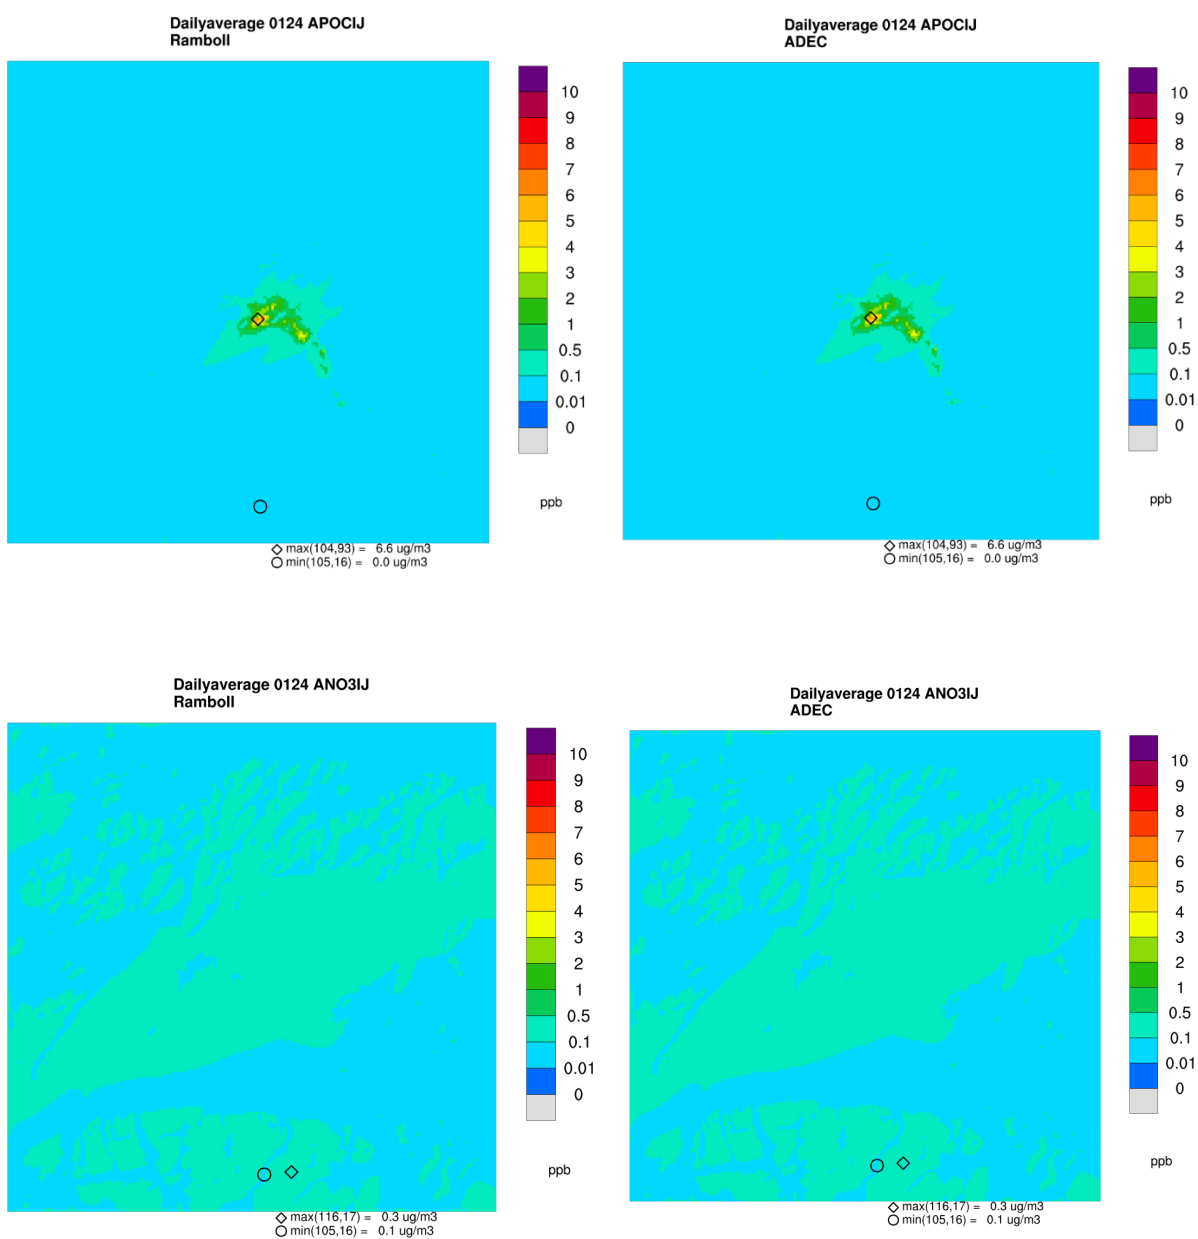 Dailyaverage 0124 APOCIJ
Ramboll
10
9
8
7
6
5
4
3
2
1
0.5
0.1
0.01
0
ppb
max(104,93) = 6.6 ug/m3
min(105,16) = 0.0 ug/m3
Dailyaverage 0124 APOCIJ
ADEC
10
9
8
7
6
5
4
3
2
1
0.5
0.1
0.01
0
ppb
max(104,93) = 6.6 ug/m3
min(105,16) = 0.0 ug/m3
Dailyaverage 0124 ANO3IJ
Ramboll
10
9
8
7
6
5
4
3
2
1
0.5
0.1
0.01
0
ppb
max(116,17) = 0.3 ug/m3
min(105,16) = 0.1 ug/m3
Dailyaverage 0124 ANO3IJ
ADEC
10
9
8
7
6
5
4
3
2
1
0.5
0.1
0.01
0
ppb
max(116,17) = 0.3 ug/m3
min(105,16) = 0.1 ug/m3